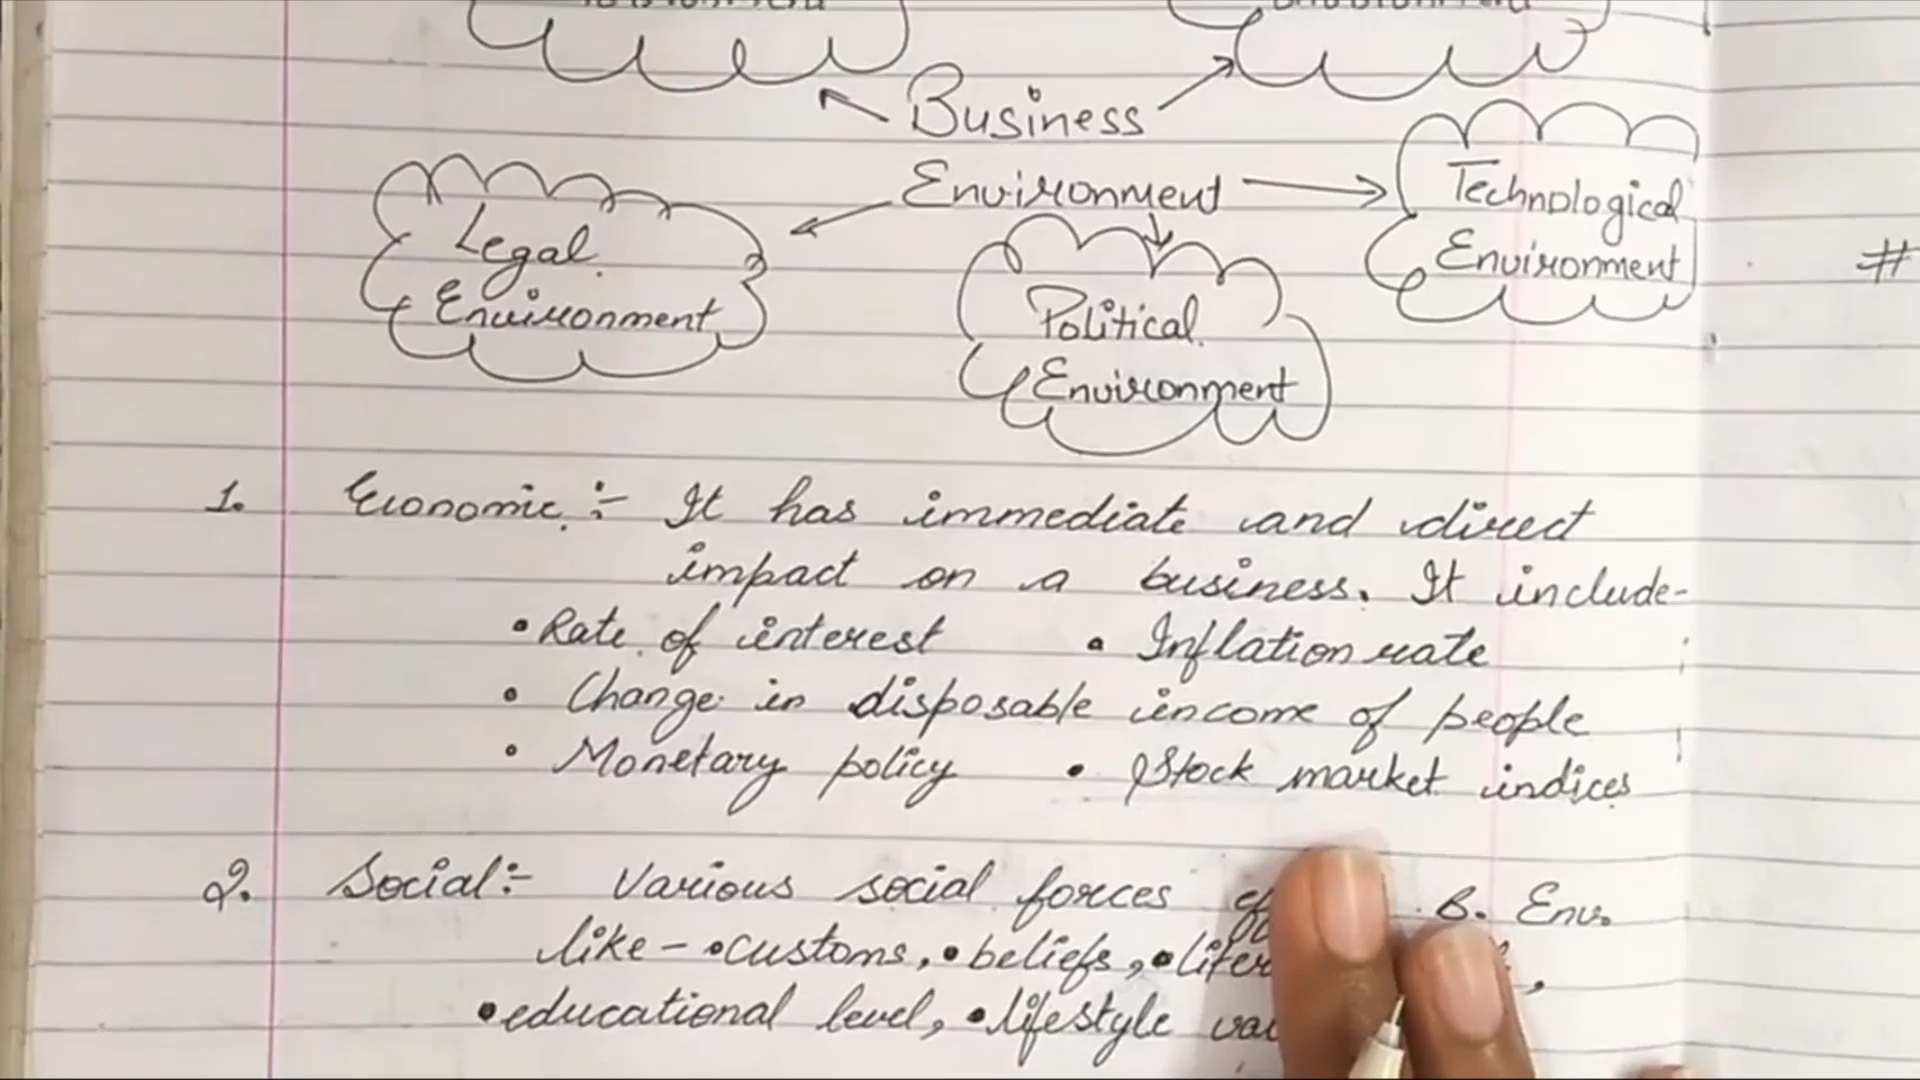 Business
Environment
Technological
Environment
Legal
Environment
Political
Environment
#
1. Economic :- It has immediate and direct
impact on a business. It include-
• Rate of interest • Inflation rate
• Change in disposable income of people
• Monetary policy • Stock market indices
2. Social :- Various social forces B. Env.
like - • customs, • beliefs, •
• educational level, • lifestyle